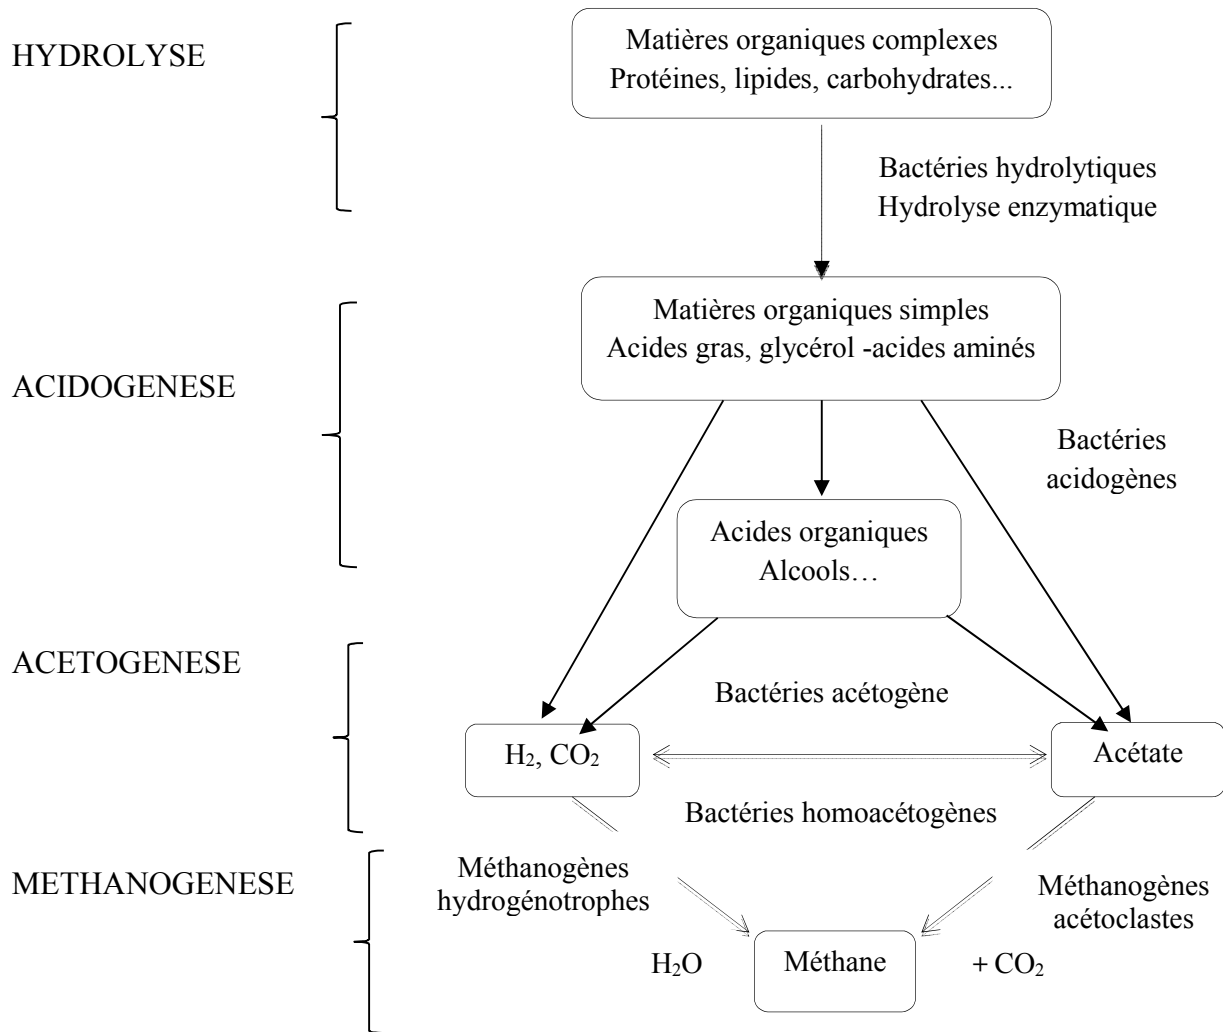 HYDROLYSE
Matières organiques complexes
Protéines, lipides, carbohydrates...
Bactéries hydrolytiques
Hydrolyse enzymatique
Matières organiques simples
Acides gras, glycérol -acides aminés
ACIDOGENESE
Bactéries
acidogènes
Acides organiques
Alcools…
ACETOGENESE
Bactéries acétogène
H₂, CO₂
Acétate
Bactéries homoacétogènes
METHANOGENESE
Méthanogènes
hydrogénotrophes
Méthanogènes
acétoclastes
H₂O
Méthane
+ CO₂